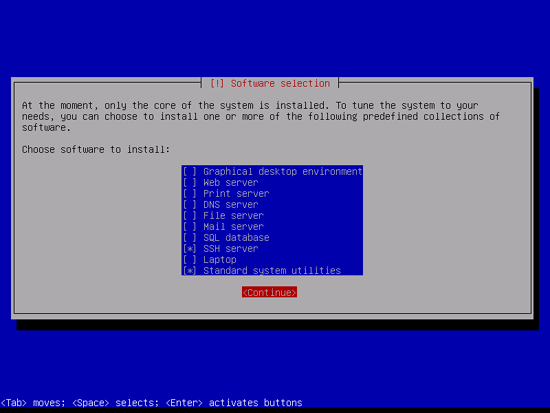 [!] Software selection
At the moment, only the core of the system is installed. To tune the system to your
needs, you can choose to install one or more of the following predefined collections of
software.
Choose software to install:
[ ] Graphical desktop environment
[ ] Web server
[ ] Print server
[ ] DNS server
[ ] File server
[ ] Mail server
[ ] SQL database
[*] SSH server
[ ] Laptop
[*] Standard system utilities
<Continue>
<Tab> moves; <Space> selects; <Enter> activates buttons